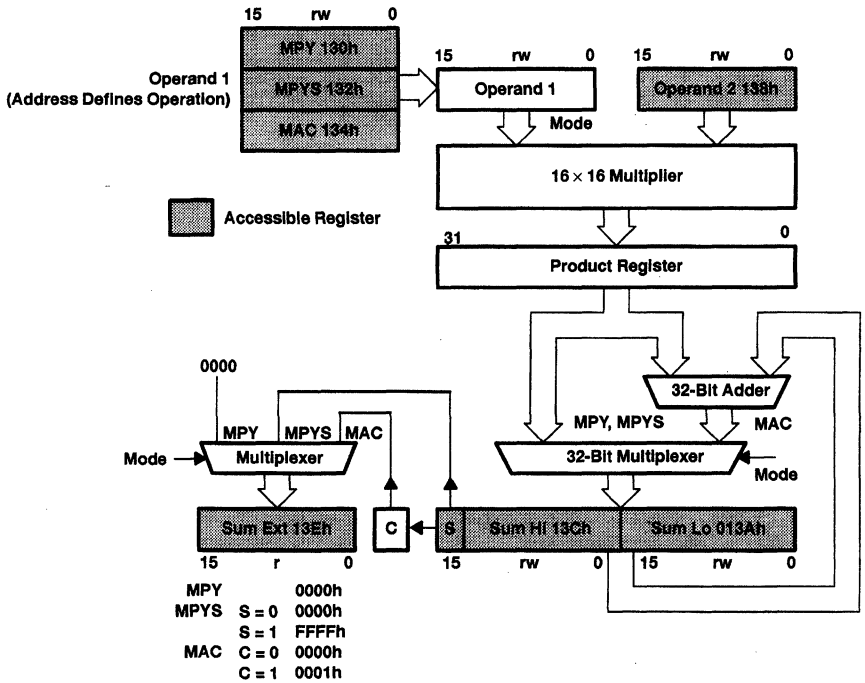 15 rw 0
MPY 130h
15 rw 0
15 rw 0
Operand 1
(Address Defines Operation)
MPYS 132h
Operand 1
Operand 2 138h
MAC 134h
Mode
16 × 16 Multiplier
Accessible Register
31 0
Product Register
0000
32-Bit Adder
MPY MPYS MAC
MPY, MPYS MAC
Mode
Multiplexer
32-Bit Multiplexer
Mode
Sum Ext 13Eh
C
S
Sum Hi 13Ch
Sum Lo 013Ah
15 r 0
15 rw 0
15 rw 0
MPY 0000h
MPYS S = 0 0000h
S = 1 FFFFh
MAC C = 0 0000h
C = 1 0001h